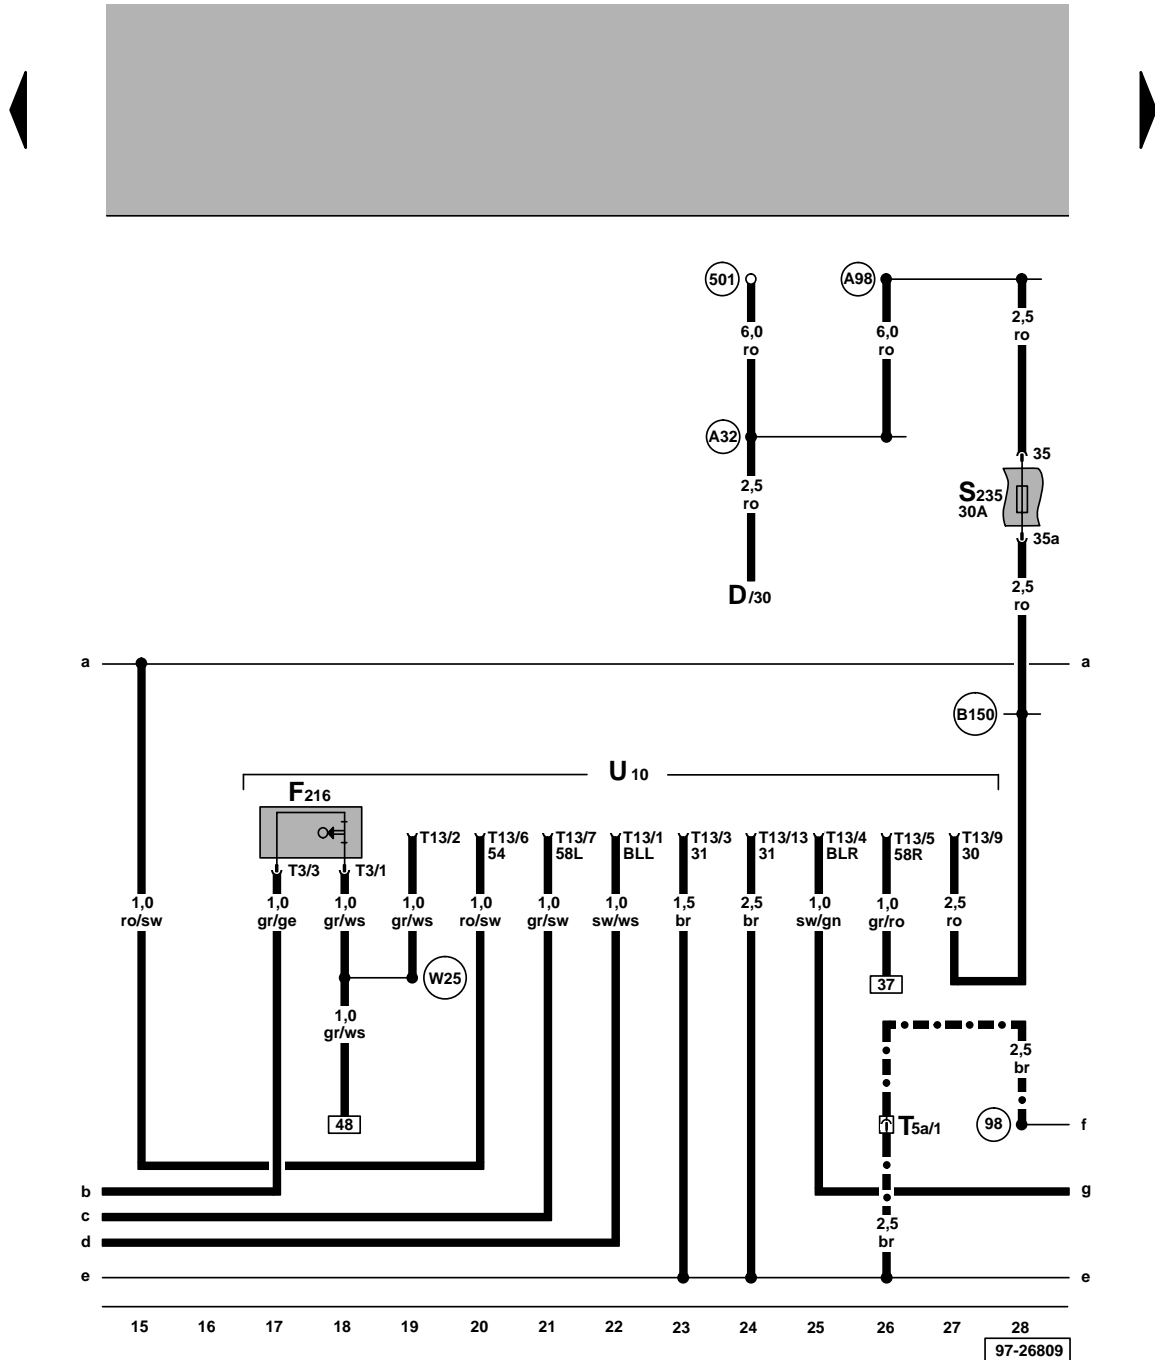 501
A98
6,0
ro
6,0
ro
2,5
ro
A32
35
2,5
ro
S235
30A
35a
D/30
2,5
ro
a
a
B150
U10
F216
T13/2
T13/6
54
T13/7
58L
T13/1
BLL
T13/3
31
T13/13
31
T13/4
BLR
T13/5
58R
T13/9
30
T3/3
T3/1
1,0
ro/sw
1,0
gr/ge
1,0
gr/ws
1,0
gr/ws
1,0
ro/sw
1,0
gr/sw
1,0
sw/ws
1,5
br
2,5
br
1,0
sw/gn
1,0
gr/ro
2,5
ro
W25
37
1,0
gr/ws
2,5
br
48
T5a/1
98
f
b
g
c
2,5
br
d
e
e
15 16 17 18 19 20 21 22 23 24 25 26 27 28
97-26809